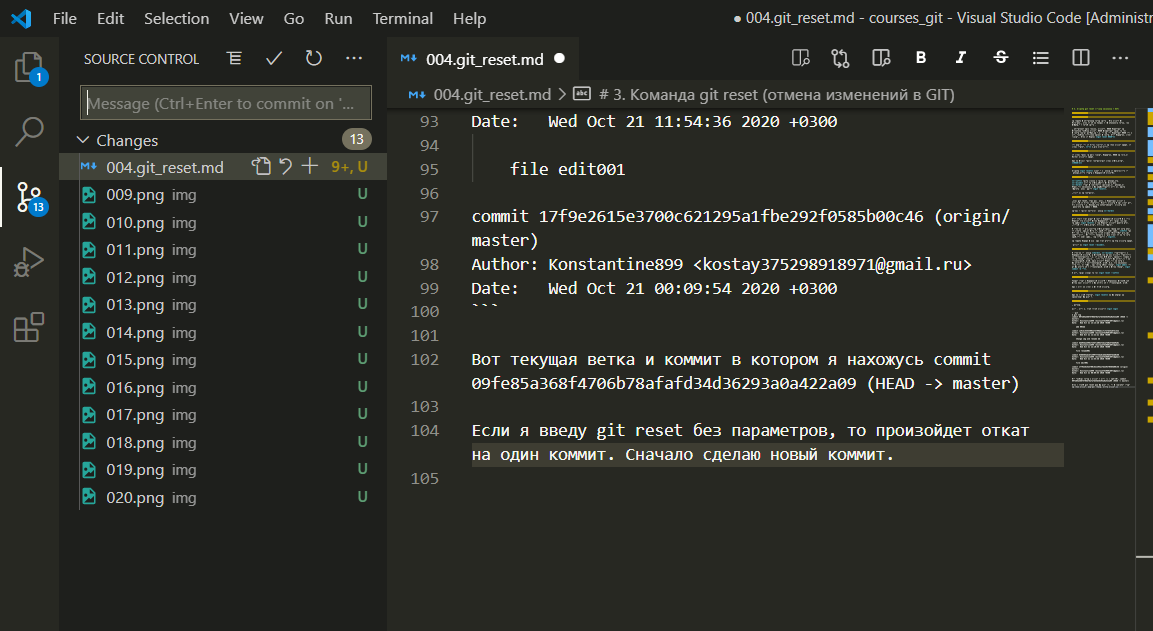 File Edit Selection View Go Run Terminal Help
● 004.git_reset.md - courses_git - Visual Studio Code [Administr
SOURCE CONTROL
1
Message (Ctrl+Enter to commit on '...
Changes 13
004.git_reset.md 9+, U
009.png img U
010.png img U
011.png img U
012.png img U
013.png img U
014.png img U
015.png img U
016.png img U
017.png img U
018.png img U
019.png img U
020.png img U
13
004.git_reset.md ●
B I S
004.git_reset.md > abc # 3. Команда git reset (отмена изменений в GIT)
93 Date:   Wed Oct 21 11:54:36 2020 +0300
94
95     file edit001
96
97 commit 17f9e2615e3700c621295a1fbe292f0585b00c46 (origin/
master)
98 Author: Konstantine899 <kostay375298918971@gmail.ru>
99 Date:   Wed Oct 21 00:09:54 2020 +0300
100 ```
101
102 Вот текущая ветка и коммит в котором я нахожусь commit
09fe85a368f4706b78afafd34d36293a0a422a09 (HEAD -> master)
103
104 Если я введу git reset без параметров, то произойдет откат
на один коммит. Сначало сделаю новый коммит.
105